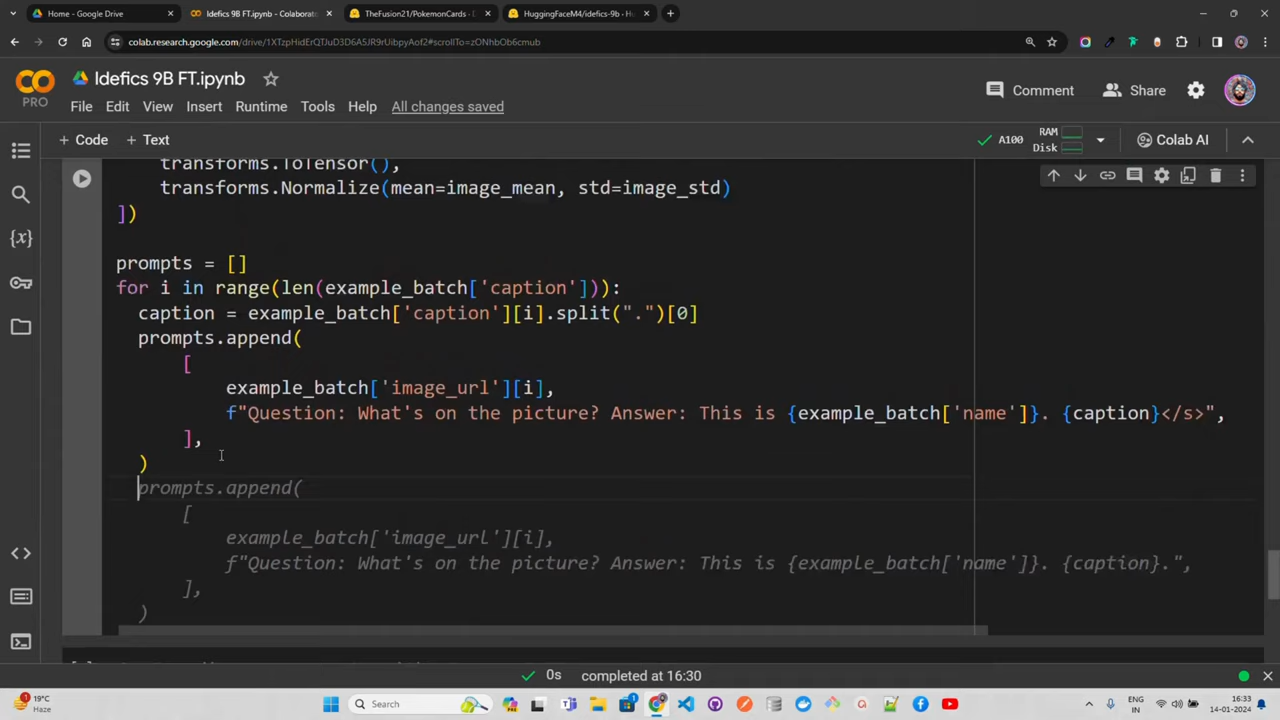 Home - Google Drive
Idefics 9B FT.ipynb - Colaborato
TheFusion21/PokemonCards · D
HuggingFaceM4/idefics-9b · Hu
colab.research.google.com/drive/1XTzpHidErQTJuD3D6ASJR9rUibpyAof2#scrollTo=zONhbOb6cmub
CO
PRO
Idefics 9B FT.ipynb
File Edit View Insert Runtime Tools Help All changes saved
Comment Share
+ Code + Text
A100 RAM Disk Colab AI
transforms.ToTensor(),
transforms.Normalize(mean=image_mean, std=image_std)
])
prompts = []
for i in range(len(example_batch['caption'])):
caption = example_batch['caption'][i].split(".")[0]
prompts.append(
[
example_batch['image_url'][i],
f"Question: What's on the picture? Answer: This is {example_batch['name']}. {caption}</s>",
],
)
prompts.append(
[
example_batch['image_url'][i],
f"Question: What's on the picture? Answer: This is {example_batch['name']}. {caption}.",
],
)
0s completed at 16:30
19°C
Haze
Search
ENG
IN
16:33
14-01-2024